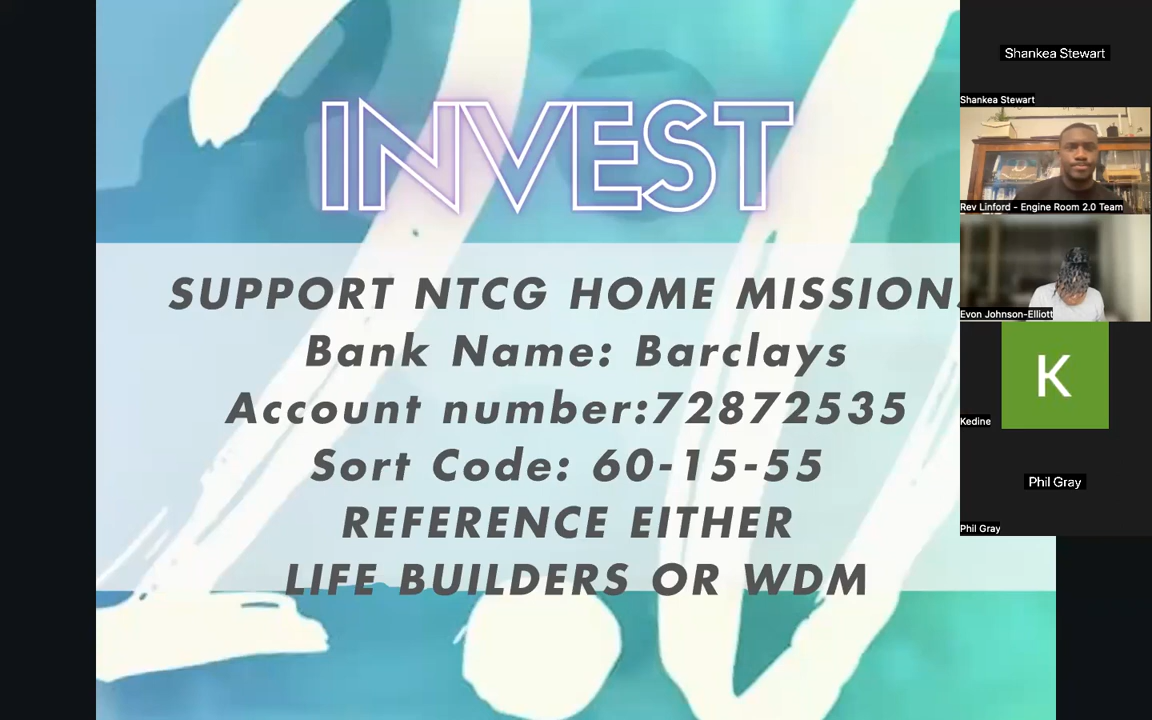 INVEST
SUPPORT NTCG HOME MISSION
Bank Name: Barclays
Account number:72872535
Sort Code: 60-15-55
REFERENCE EITHER
LIFE BUILDERS OR WDM
Shankea Stewart
Shankea Stewart
Rev Linford - Engine Room 2.0 Team
Evon Johnson-Elliott
K
Kedine
Phil Gray
Phil Gray